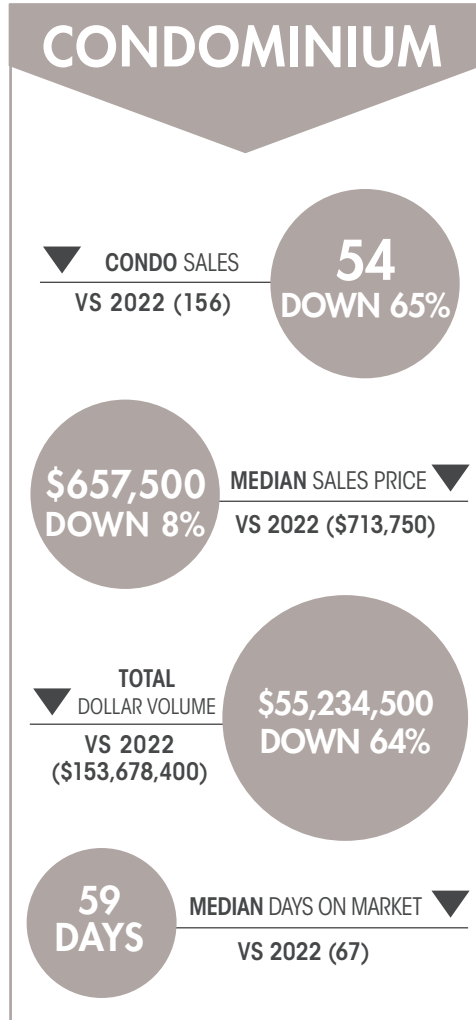 CONDOMINIUM
CONDO SALES
VS 2022 (156)
54
DOWN 65%
$657,500
DOWN 8%
MEDIAN SALES PRICE
VS 2022 ($713,750)
TOTAL
DOLLAR VOLUME
VS 2022
($153,678,400)
$55,234,500
DOWN 64%
59
DAYS
MEDIAN DAYS ON MARKET
VS 2022 (67)